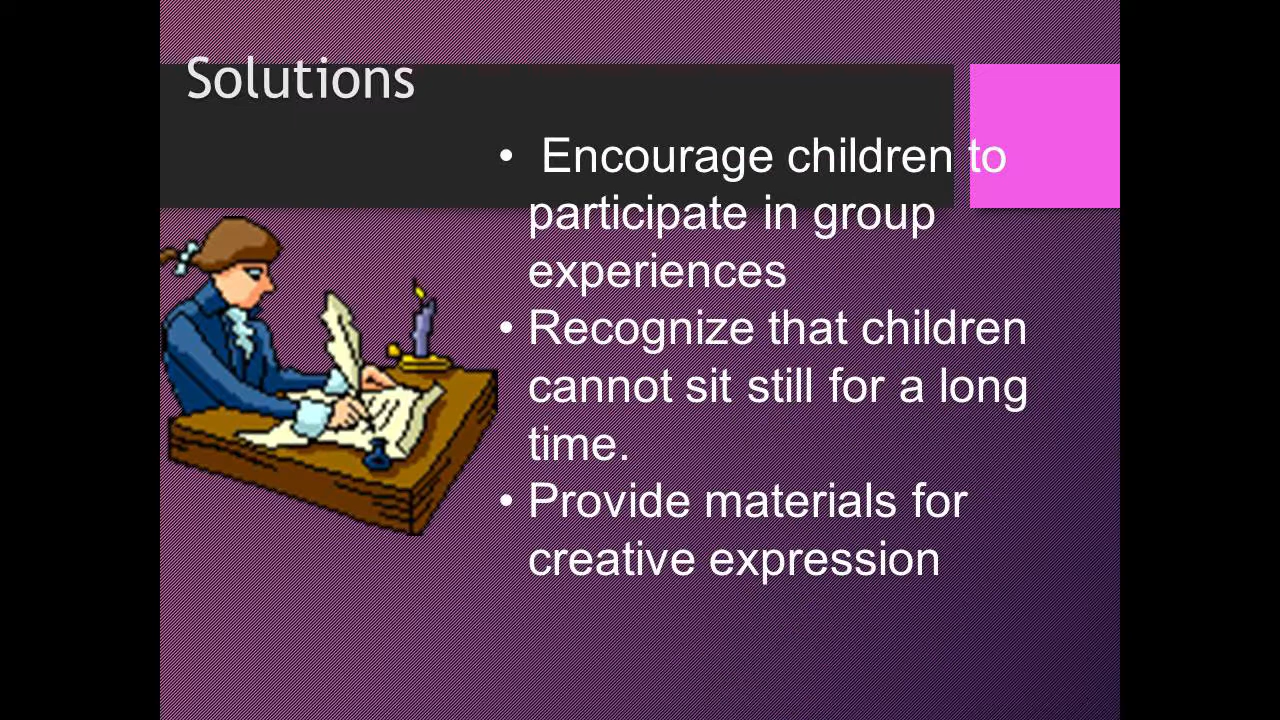 Solutions
• Encourage children to
participate in group
experiences
• Recognize that children
cannot sit still for a long
time.
• Provide materials for
creative expression